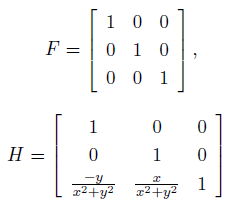 F = [ 1 0 0
0 1 0
0 0 1 ] ,
H = [ 1 0 0
0 1 0
-y/x²+y² x/x²+y² 1 ]